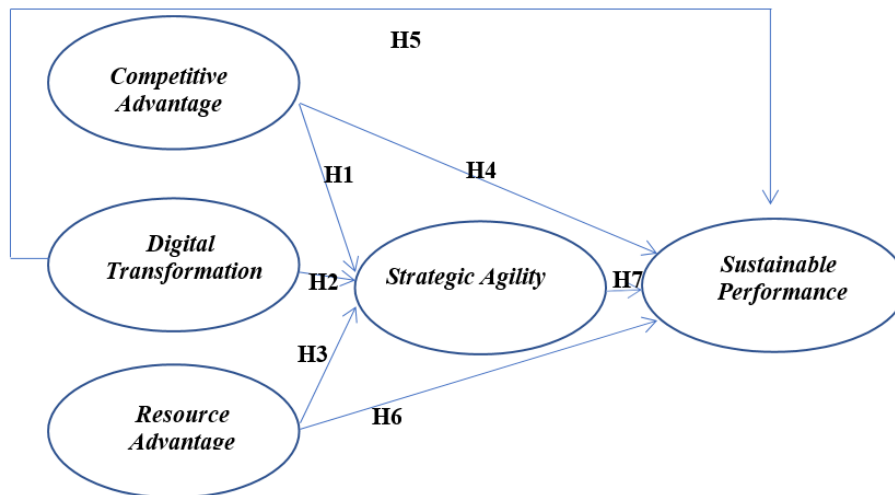 H5
Competitive
Advantage
H1
H4
Digital
Transformation
H2
Strategic Agility
H7
Sustainable
Performance
H3
Resource
Advantage
H6